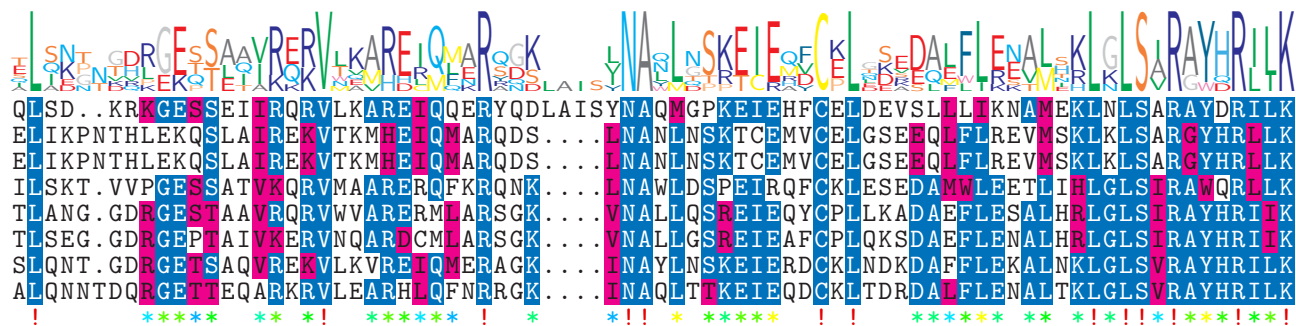 QLSD..KRKGESSEIIRQRVLKAREIQQERYQDLAISYNAQMGPKEIEHFCELDEVSLLLIKNAMEKLNLSARAYDRILK
ELIKPNTHLEKQSLAIREKVTKMHEIQMARQDS....LNANLNSKTCEMVCELGSEEQLFLREVMSKLNLSARGYHRLLK
ELIKPNTHLEKQSLAIREKVTKMHEIQMARQDS....LNANLNSKTCEMVCELGSEEQLFLREVMSKLKLSARGYHRLLK
ILSKT.VVPGESSATVKQRVMAARERQFKRQNK....LNAWLDSPEIRQFCKLESEDAMWLEETLIHLGLSIRAWQRLLK
TLANG.GDRGESTAAVRQRVWVARERMLARSGK....VNALLQSREIEQYCPLLKADAEFLESALHRLGLSIRAYHRIIK
TLSEG.GDRGEPTAIVKERVNQARDCMLARSGK....VNALLGSREIEAFCPLQKSDAEFLENALHRLGLSIRAYHRIIK
SLQNT.GDRGETSAQVREKVLKVREIQMERAGK....INAYLNSKEIERDCKLNDKDAFFLEKALNKLGLSVRAYHRILK
ALQNNTDQRGETTEQARKRVLEARHLQFNRRGK....INAQLTTKEIEQDCKLTDRDALFLENALTKLGLSVRAYHRILK
! ***** ** *! ***** ! * *!! * ***** ! ! ***** ** *! !!*!***!**!